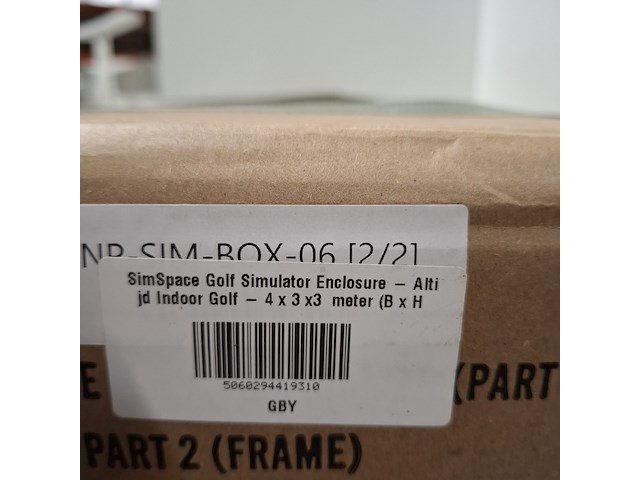 NP-SIM-BOX-06 [2/2]
SimSpace Golf Simulator Enclosure – Alti
jd Indoor Golf – 4 x 3 x3 meter (B x H
5060294419310
GBY
E (PART
PART 2 (FRAME)